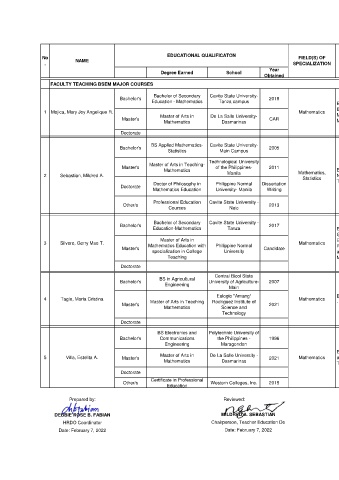 No. NAME EDUCATIONAL QUALIFICATION FIELD(S) OF SPECIALIZATION
Degree Earned School Year Obtained
FACULTY TEACHING BSEM MAJOR COURSES
1 Mojica, Mary Joy Angelique R. Mathematics
Bachelor's Bachelor of Secondary Education - Mathematics Cavite State University- Tanza campus 2015
Master's Master of Arts in Mathematics De La Salle University- Dasmarinas CAR
Doctorate
2 Sebastian, Mildred A. Mathematics, Statistics
Bachelor's BS Applied Mathematics- Statistics Cavite State University- Main Campus
Master's Master of Arts in Teaching- Mathematics Technological University of the Philippines- Manila 2011
Doctorate Doctor of Philosophy in Mathematics Education Philippine Normal University- Manila Dissertation Writing
Other's Professional Education Courses Cavite State University - Naic 2013
3 Silvero, Gerry Mae T. Mathematics
Bachelor's Bachelor of Secondary Education-Mathematics Cavite State University - Tanza 2017
Master's Master of Arts in Mathematics Education with specialization in College Teaching Philippine Normal University Candidate
Doctorate
4 Tagle, Maria Cristina Mathematics
Bachelor's BS in Agricultural Engineering Central Bicol State University of Agriculture- Main 2007
Master's Master of Arts in Teaching Mathematics Eulogio "Amang" Rodriguez Institute of Science and Technology 2021
Doctorate
5 Villa, Estelita A. Mathematics
Bachelor's BS Electronics and Communications Engineering Polytechnic University of the Philippines - Maragondon 1996
Master's Master of Arts in Mathematics De La Salle University - Dasmarinas 2021
Doctorate
Other's Certificate in Professional Education Western Colleges, Inc. 2015
Prepared by: Reviewed:
DEBBIE ROSE B. FABIAN MILDRED A. SEBASTIAN
HRDO Coordinator Chairperson, Teacher Education De
Date: February 7, 2022 Date: February 7, 2022